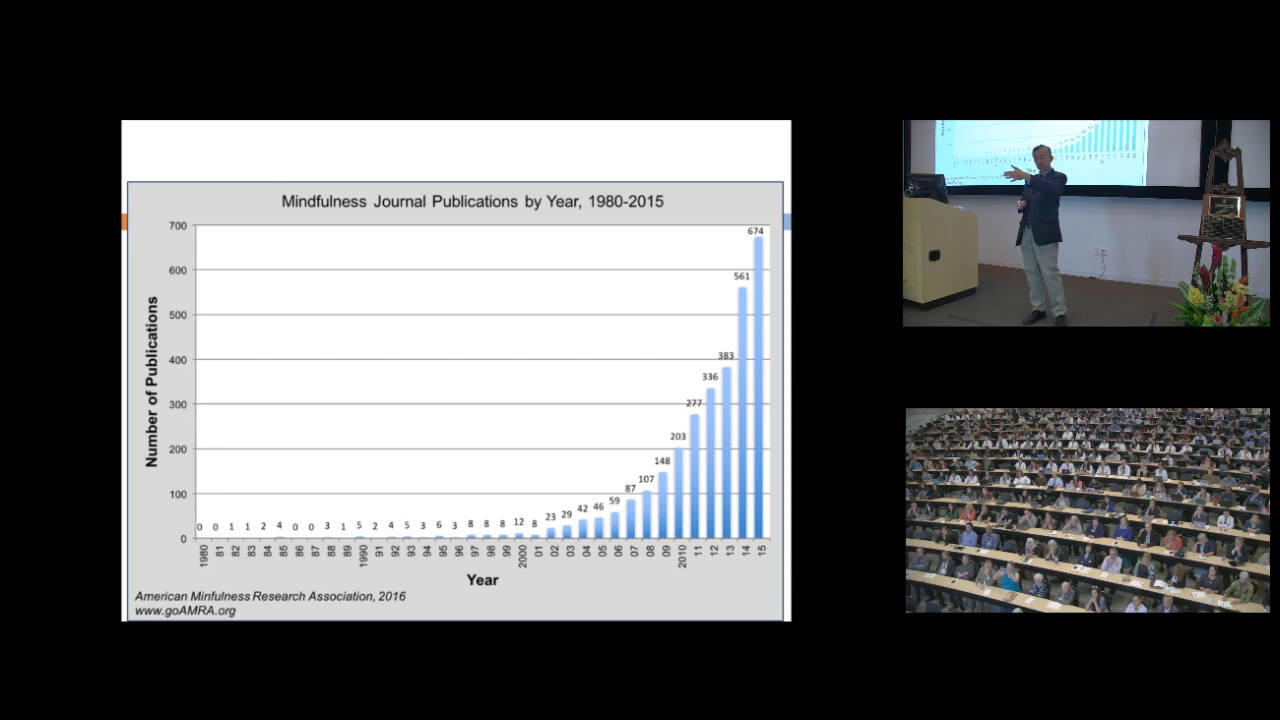 Mindfulness Journal Publications by Year, 1980-2015
Number of Publications
700
600
500
400
300
200
100
0
0 0 1 1 2 4 0 0 3 1 5 2 4 5 3 6 3 8 8 8 12 8 23 29 42 46 59 87 107 148 203 277 336 383 561 674
1980 81 82 83 84 85 86 87 88 89 1990 91 92 93 94 95 96 97 98 99 2000 01 02 03 04 05 06 07 08 09 2010 11 12 13 14 15
Year
American Minfulness Research Association, 2016
www.goAMRA.org